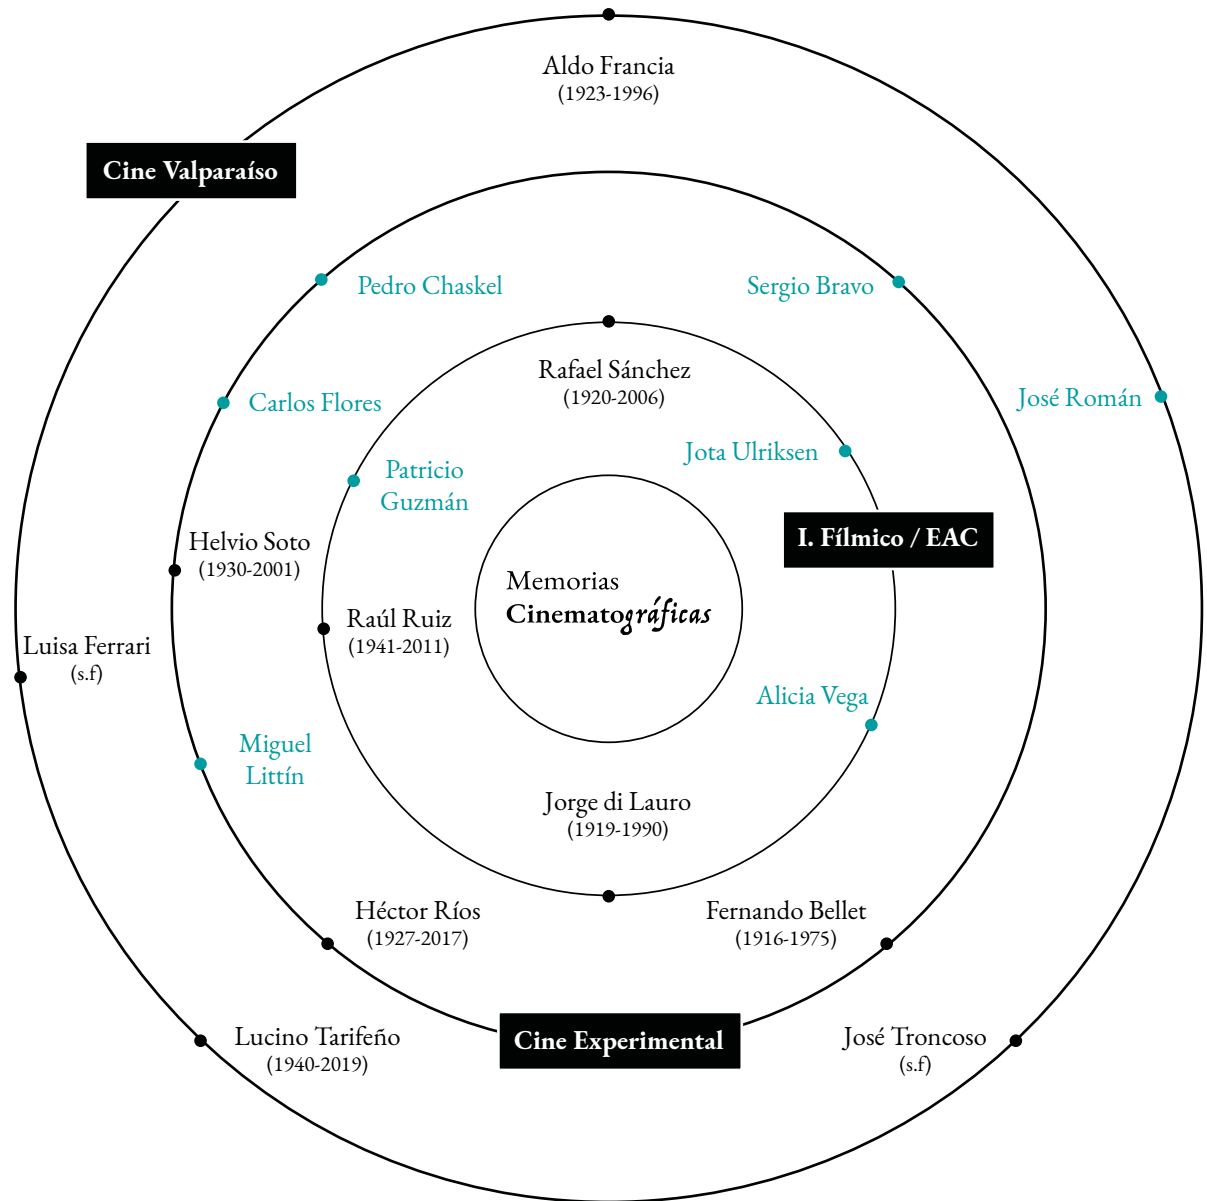 Aldo Francia
(1923-1996)
Cine Valparaíso
Pedro Chaskel
Sergio Bravo
Rafael Sánchez
(1920-2006)
Carlos Flores
José Román
Jota Ulriksen
Patricio
Guzmán
I. Fílmico / EAC
Helvio Soto
(1930-2001)
Memorias
Cinematográficas
Raúl Ruiz
(1941-2011)
Luisa Ferrari
(s.f)
Alicia Vega
Miguel
Littín
Jorge di Lauro
(1919-1990)
Héctor Ríos
(1927-2017)
Fernando Bellet
(1916-1975)
Lucino Tarifeño
(1940-2019)
Cine Experimental
José Troncoso
(s.f)